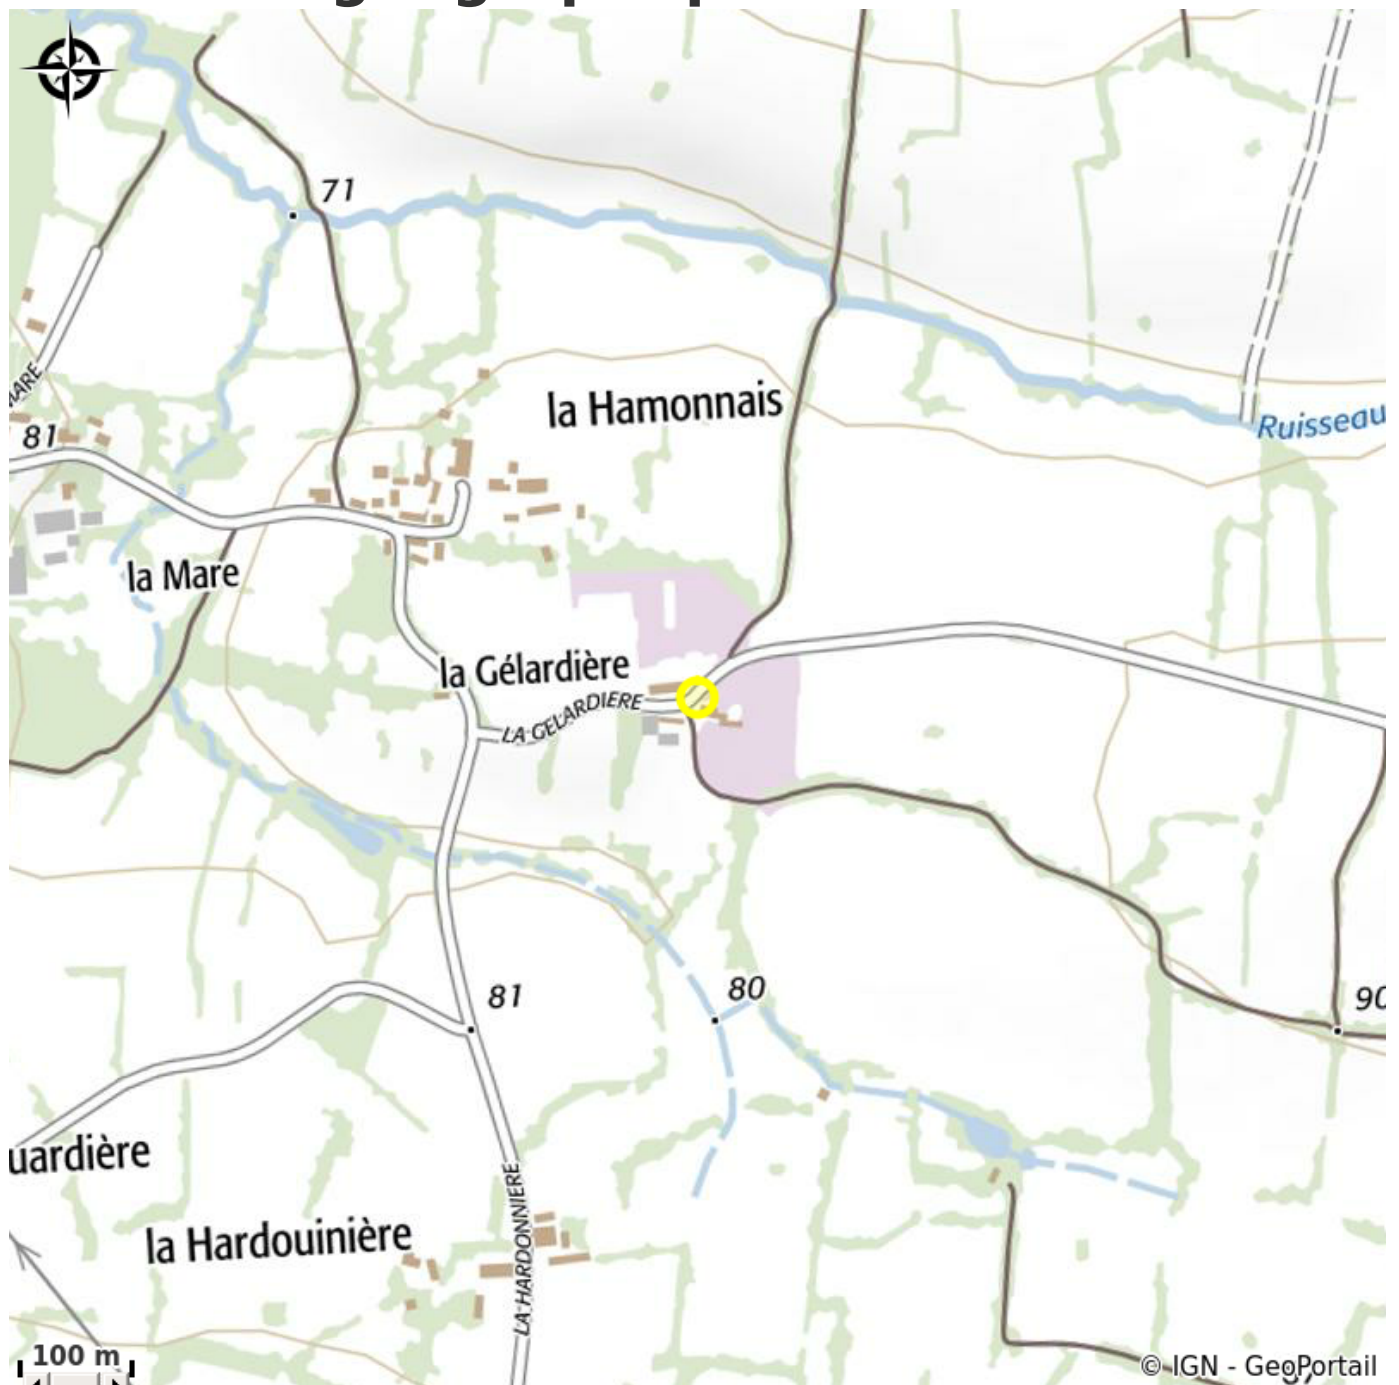 71
MARE
la Hamonnais
81
Ruisseau
la Mare
la Gélardière
LA GELARDIERE
80
81
90
uardière
LA HARDONNIERE
la Hardouinière
100 m
© IGN - GeoPortail